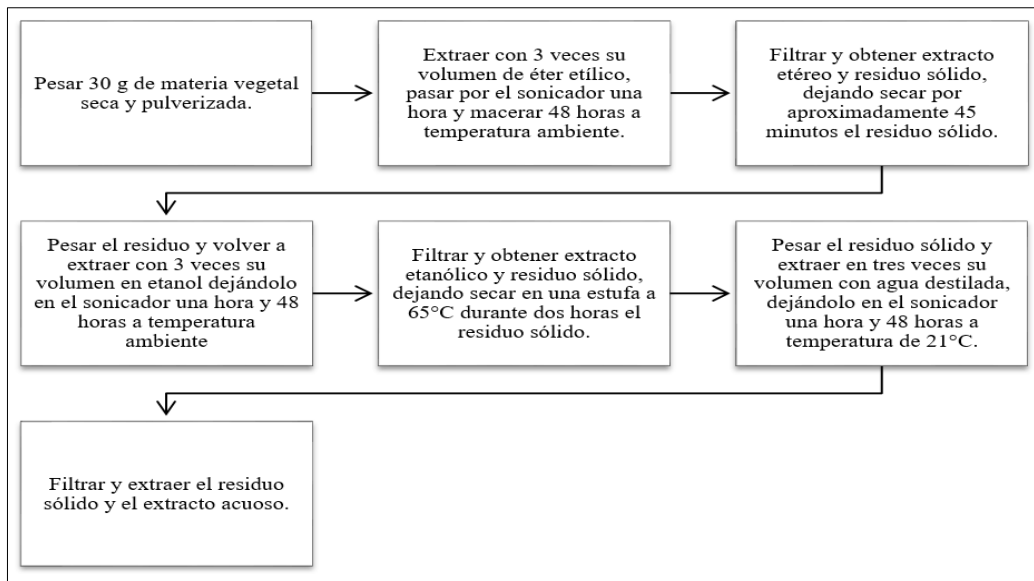 Pesar 30 g de materia vegetal
seca y pulverizada.
Extraer con 3 veces su
volumen de éter etílico,
pasar por el sonicador una
hora y macerar 48 horas a
temperatura ambiente.
Filtrar y obtener extracto
etéreo y residuo sólido,
dejando secar por
aproximadamente 45
minutos el residuo sólido.
Pesar el residuo y volver a
extraer con 3 veces su
volumen en etanol dejándolo
en el sonicador una hora y 48
horas a temperatura
ambiente
Filtrar y obtener extracto
etanólico y residuo sólido,
dejando secar en una estufa a
65°C durante dos horas el
residuo sólido.
Pesar el residuo sólido y
extraer en tres veces su
volumen con agua destilada,
dejándolo en el sonicador
una hora y 48 horas a
temperatura de 21°C.
Filtrar y extraer el residuo
sólido y el extracto acuoso.